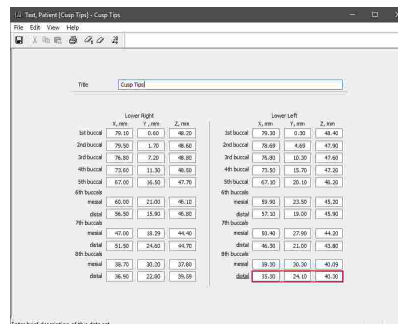 Test, Patient (Cusp Tips) - Cusp Tips
File Edit View Help
Title Cusp Tips
Lower Right Lower Left
X, mm Y, mm Z, mm X, mm Y, mm Z, mm
1st buccal 79.10 0.60 48.20 1st buccal 79.30 0.30 48.40
2nd buccal 79.50 1.70 48.60 2nd buccal 78.69 4.69 47.90
3rd buccal 76.80 7.20 48.80 3rd buccal 76.80 10.30 47.60
4th buccal 73.60 11.30 48.50 4th buccal 73.50 15.70 47.20
5th buccal 67.00 16.50 47.70 5th buccal 67.10 20.10 46.20
6th buccals 6th buccals
mesial 60.00 21.00 46.10 mesial 59.90 23.50 45.20
distal 56.50 15.90 46.80 distal 57.10 19.00 45.90
7th buccals 7th buccals
mesial 47.00 18.29 44.40 mesial 50.40 27.90 44.20
distal 51.50 24.60 44.70 distal 46.30 21.00 43.80
8th buccals 8th buccals
mesial 38.70 30.20 37.80 mesial 39.30 30.30 40.09
distal 36.90 22.80 39.59 distal 35.30 24.10 40.30
Enter brief description of this data set